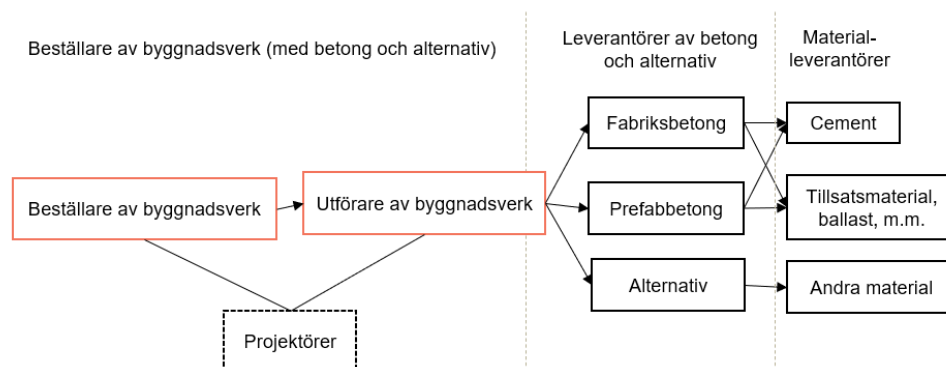 Beställare av byggnadsverk (med betong och alternativ)
Leverantörer av betong
och alternativ
Material-
leverantörer
Fabriksbetong
Cement
Beställare av byggnadsverk
Utförare av byggnadsverk
Prefabbetong
Tillsatsmaterial,
ballast, m.m.
Alternativ
Andra material
Projektörer